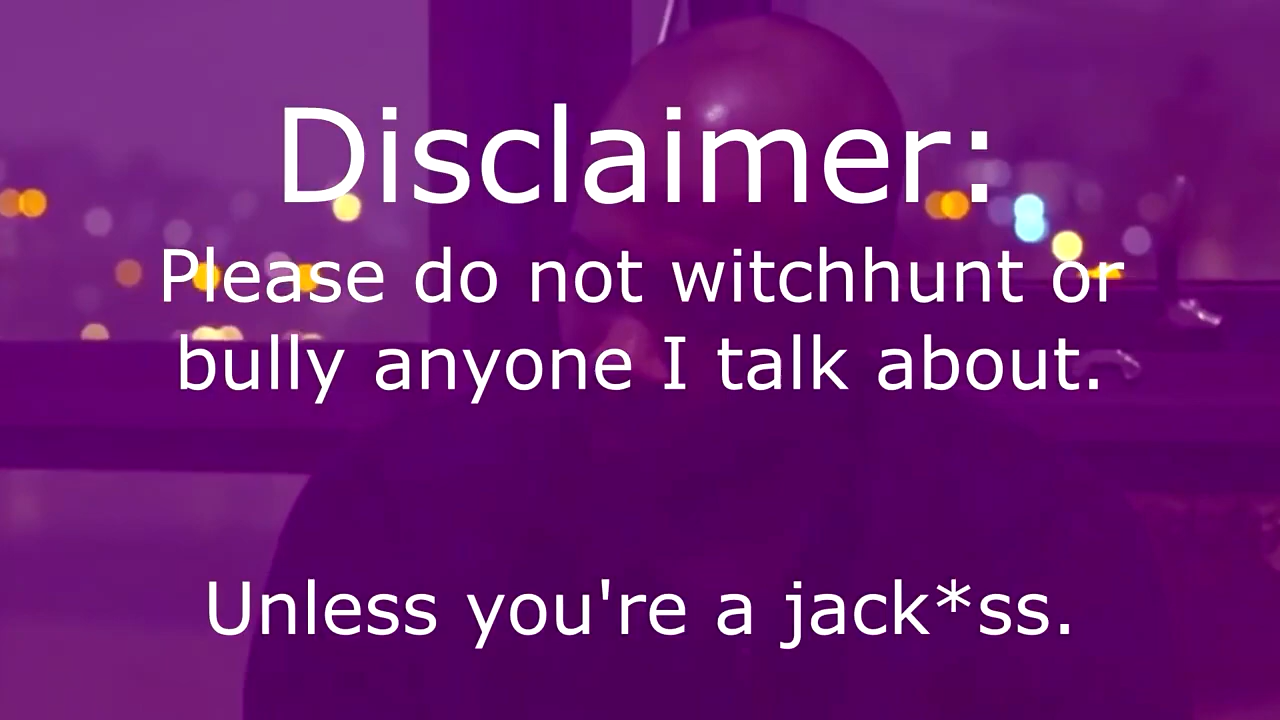 Disclaimer:
Please do not witchhunt or
bully anyone I talk about.
Unless you're a jack*ss.